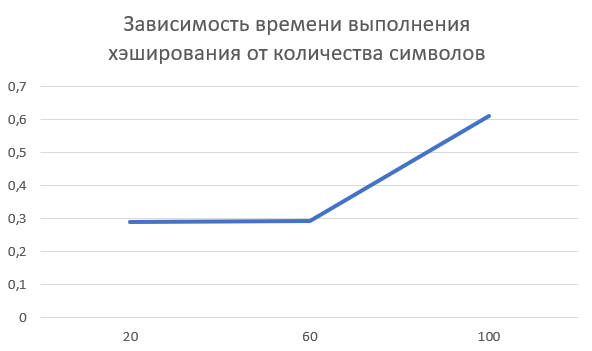 Зависимость времени выполнения
хэширования от количества символов
0,7
0,6
0,5
0,4
0,3
0,2
0,1
0
20 60 100